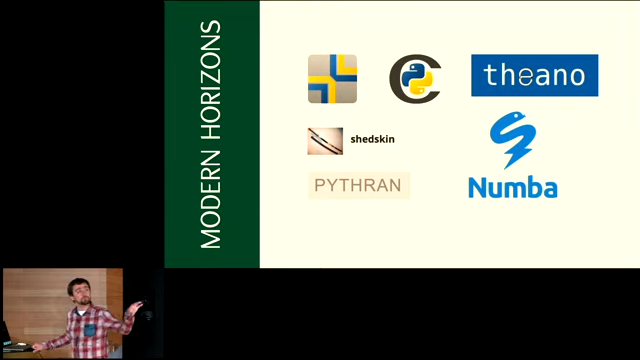 MODERN HORIZONS
theano
shedskin
PYTHRAN
Numba